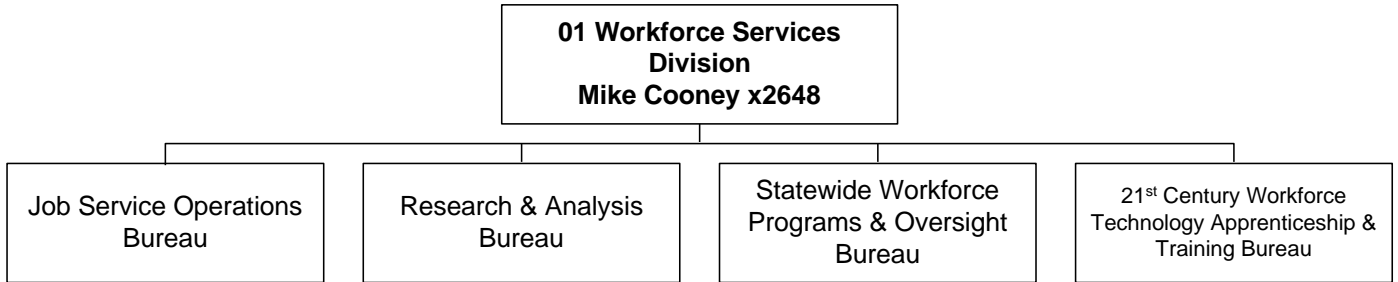 01 Workforce Services
Division
Mike Cooney x2648
Job Service Operations
Bureau
Research & Analysis
Bureau
Statewide Workforce
Programs & Oversight
Bureau
21st Century Workforce
Technology Apprenticeship &
Training Bureau